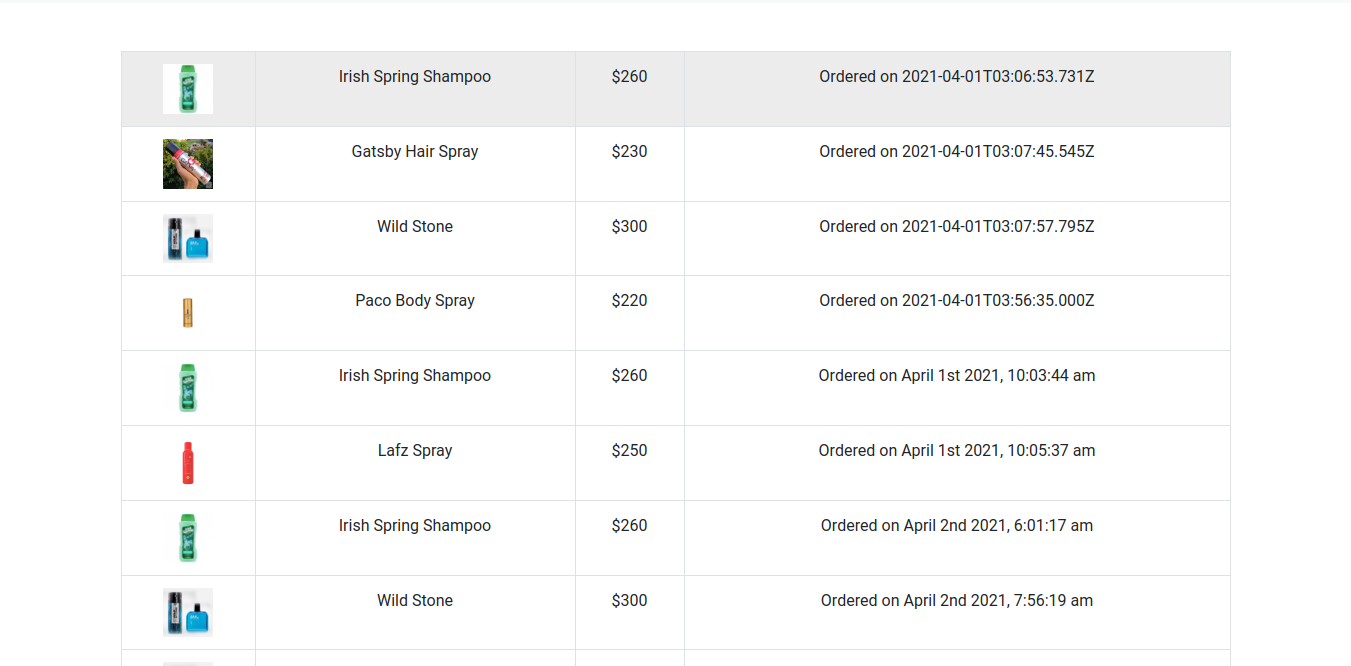 Irish Spring Shampoo $260 Ordered on 2021-04-01T03:06:53.731Z
Gatsby Hair Spray $230 Ordered on 2021-04-01T03:07:45.545Z
Wild Stone $300 Ordered on 2021-04-01T03:07:57.795Z
Paco Body Spray $220 Ordered on 2021-04-01T03:56:35.000Z
Irish Spring Shampoo $260 Ordered on April 1st 2021, 10:03:44 am
Lafz Spray $250 Ordered on April 1st 2021, 10:05:37 am
Irish Spring Shampoo $260 Ordered on April 2nd 2021, 6:01:17 am
Wild Stone $300 Ordered on April 2nd 2021, 7:56:19 am